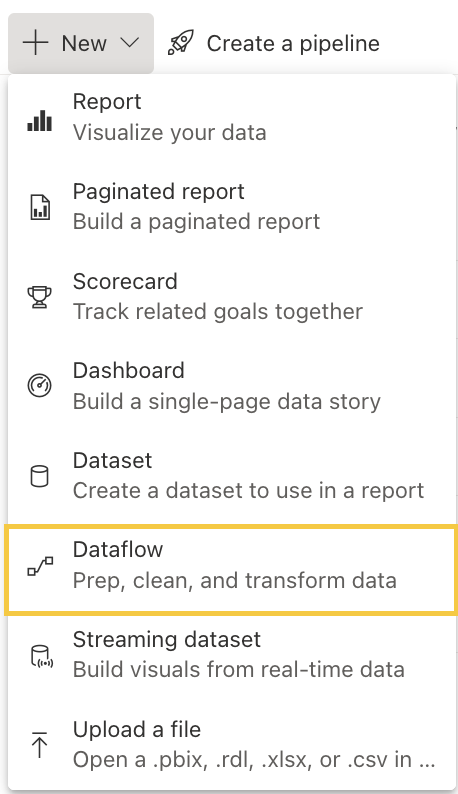 New
Create a pipeline
Report
Visualize your data
Paginated report
Build a paginated report
Scorecard
Track related goals together
Dashboard
Build a single-page data story
Dataset
Create a dataset to use in a report
Dataflow
Prep, clean, and transform data
Streaming dataset
Build visuals from real-time data
Upload a file
Open a .pbix, .rdl, .xlsx, or .csv in ...